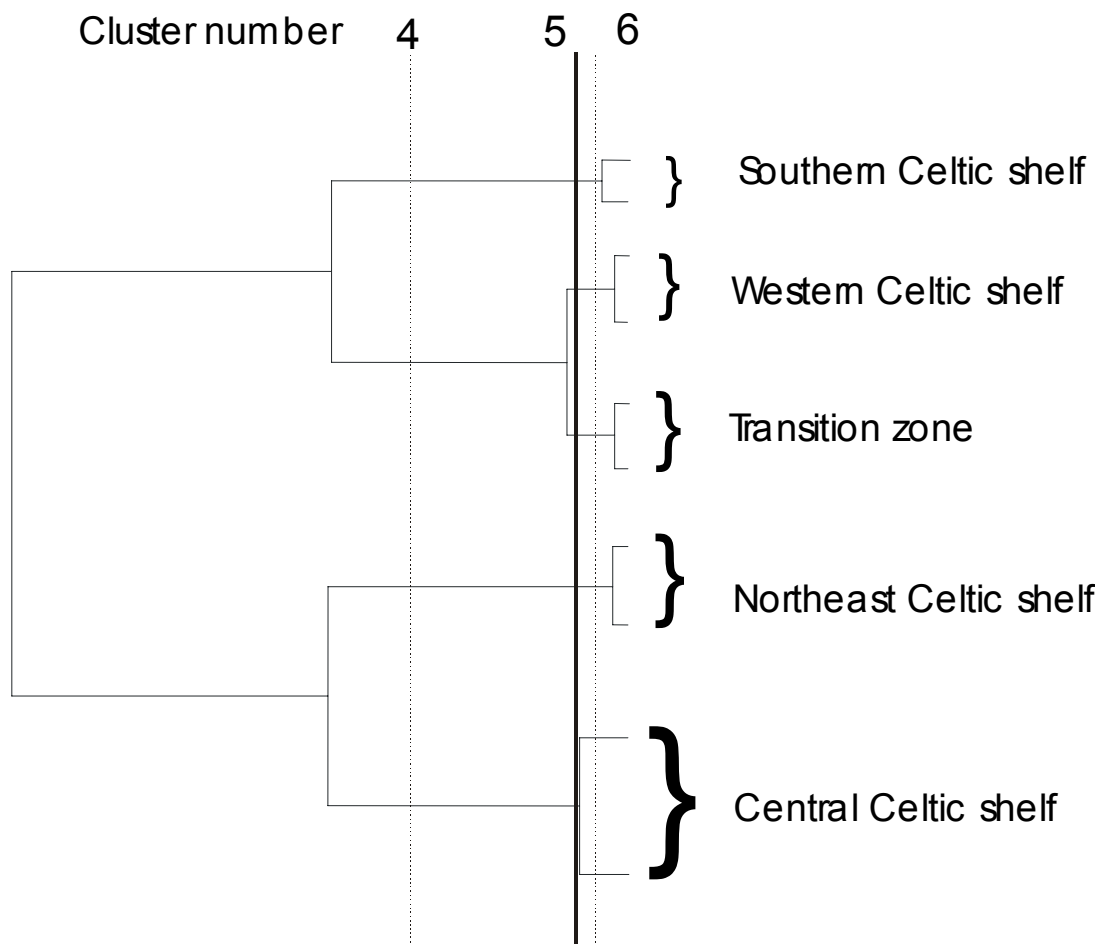 Cluster number 4 5 6
Southern Celtic shelf
Western Celtic shelf
Transition zone
Northeast Celtic shelf
Central Celtic shelf